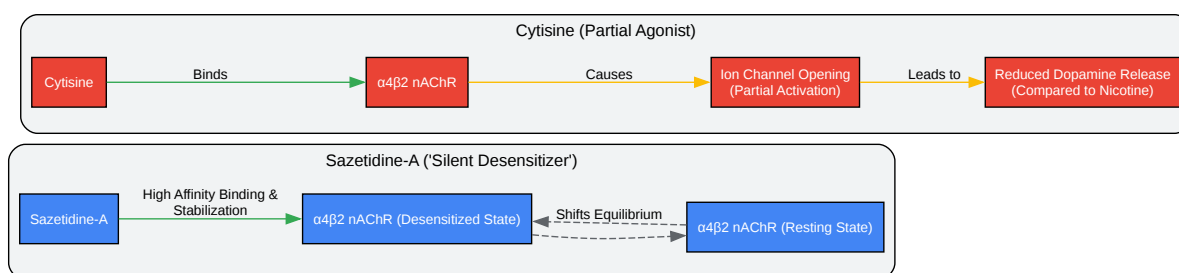 Cytisine (Partial Agonist)
Cytisine
Binds
α4β2 nAChR
Causes
Ion Channel Opening
(Partial Activation)
Leads to
Reduced Dopamine Release
(Compared to Nicotine)
Sazetidine-A ('Silent Desensitizer')
Sazetidine-A
High Affinity Binding &
Stabilization
α4β2 nAChR (Desensitized State)
Shifts Equilibrium
α4β2 nAChR (Resting State)